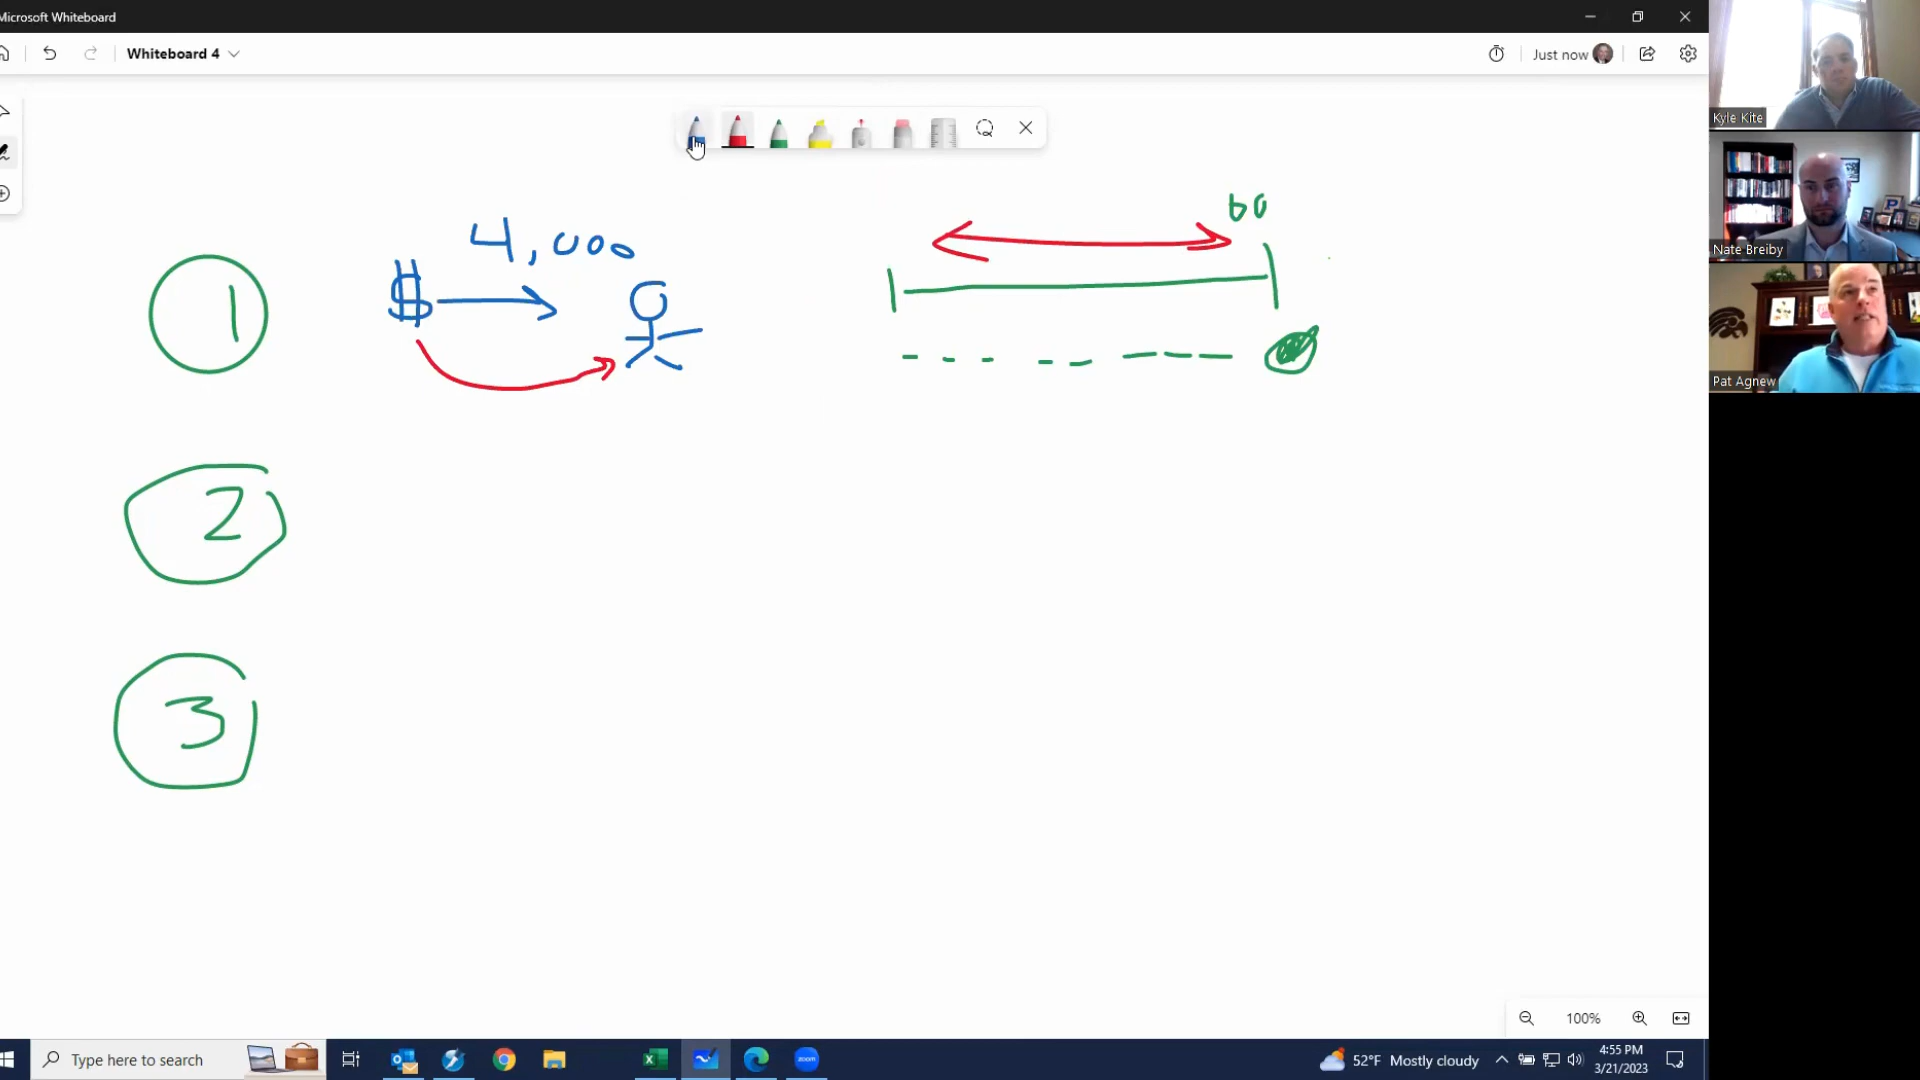 Microsoft Whiteboard
Whiteboard 4
Just now
60
4,000
$
1
2
3
Kyle Kite
Nate Breiby
Pat Agnew
100%
Type here to search
zoom
52°F Mostly cloudy
4:55 PM
3/21/2023